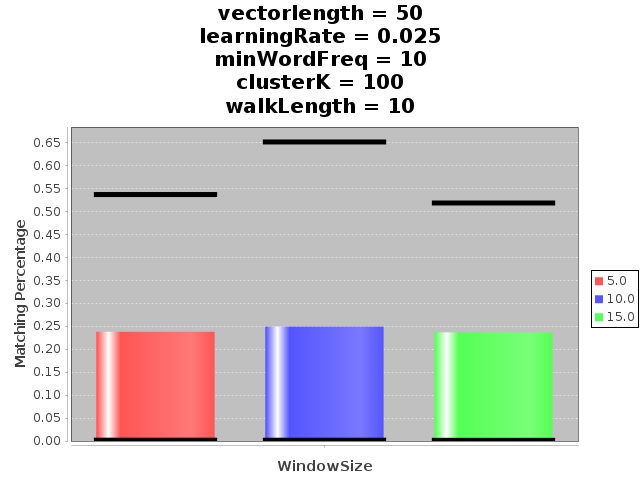 vectorlength = 50
learningRate = 0.025
minWordFreq = 10
clusterK = 100
walkLength = 10
0.65
0.60
0.55
0.50
0.45
0.40
0.35
0.30
0.25
0.20
0.15
0.10
0.05
0.00
Matching Percentage
WindowSize
5.0
10.0
15.0